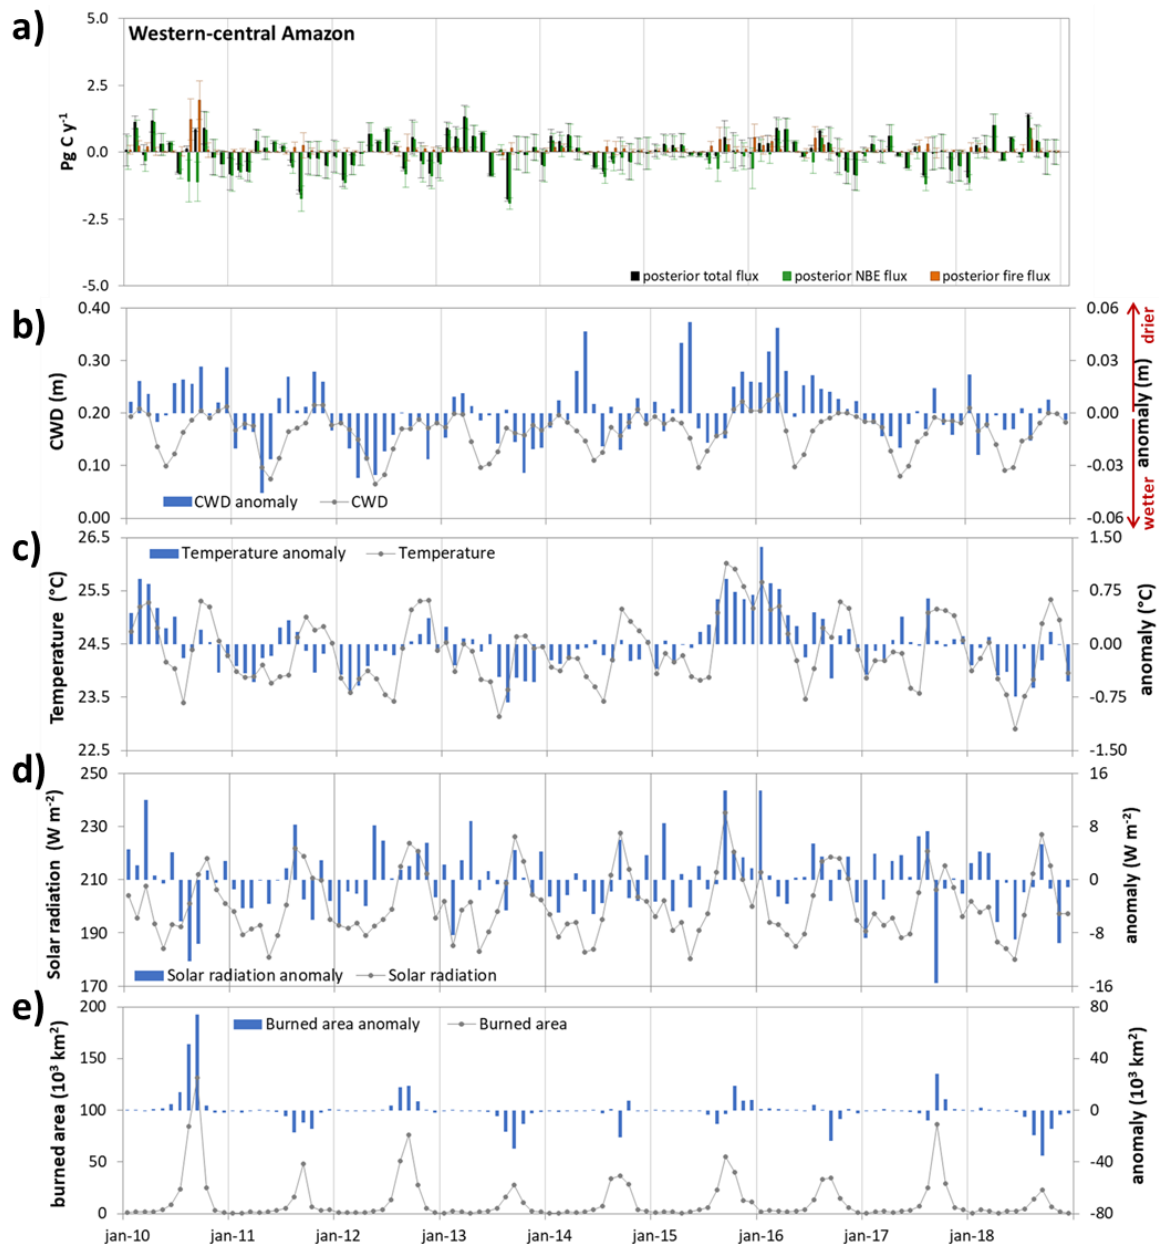 a)
Western-central Amazon
Pg C y⁻¹
5.0
2.5
0.0
-2.5
-5.0
posterior total flux
posterior NBE flux
posterior fire flux
b)
CWD (m)
0.40
0.30
0.20
0.10
0.00
CWD anomaly
CWD
0.06
0.03
0.00
-0.03
-0.06
anomaly (m)
drier
wetter
c)
Temperature (°C)
26.5
25.5
24.5
23.5
22.5
Temperature anomaly
Temperature
1.50
0.75
0.00
-0.75
-1.50
anomaly (°C)
d)
Solar radiation (W m⁻²)
250
230
210
190
170
Solar radiation anomaly
Solar radiation
16
8
0
-8
-16
anomaly (W m⁻²)
e)
burned area (10³ km²)
200
150
100
50
0
Burned area anomaly
Burned area
80
40
0
-40
-80
anomaly (10³ km²)
jan-10
jan-11
jan-12
jan-13
jan-14
jan-15
jan-16
jan-17
jan-18